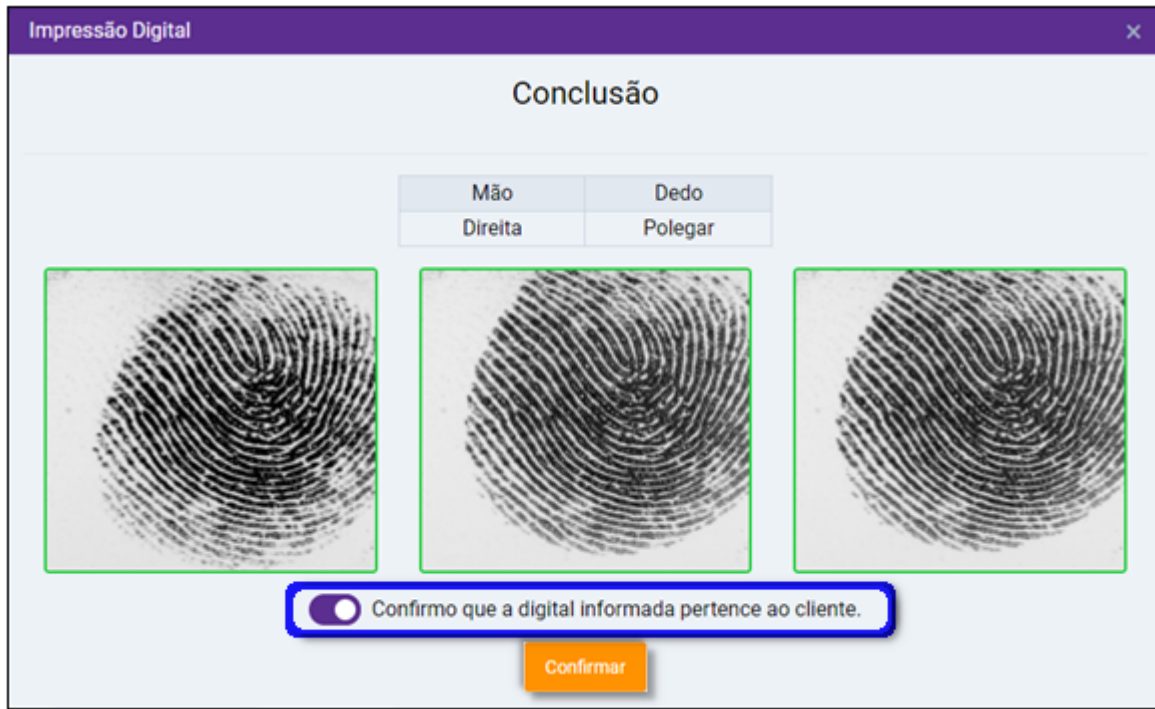 Impressão Digital ×
Conclusão
Mão Dedo
Direita Polegar
Confirmo que a digital informada pertence ao cliente.
Confirmar